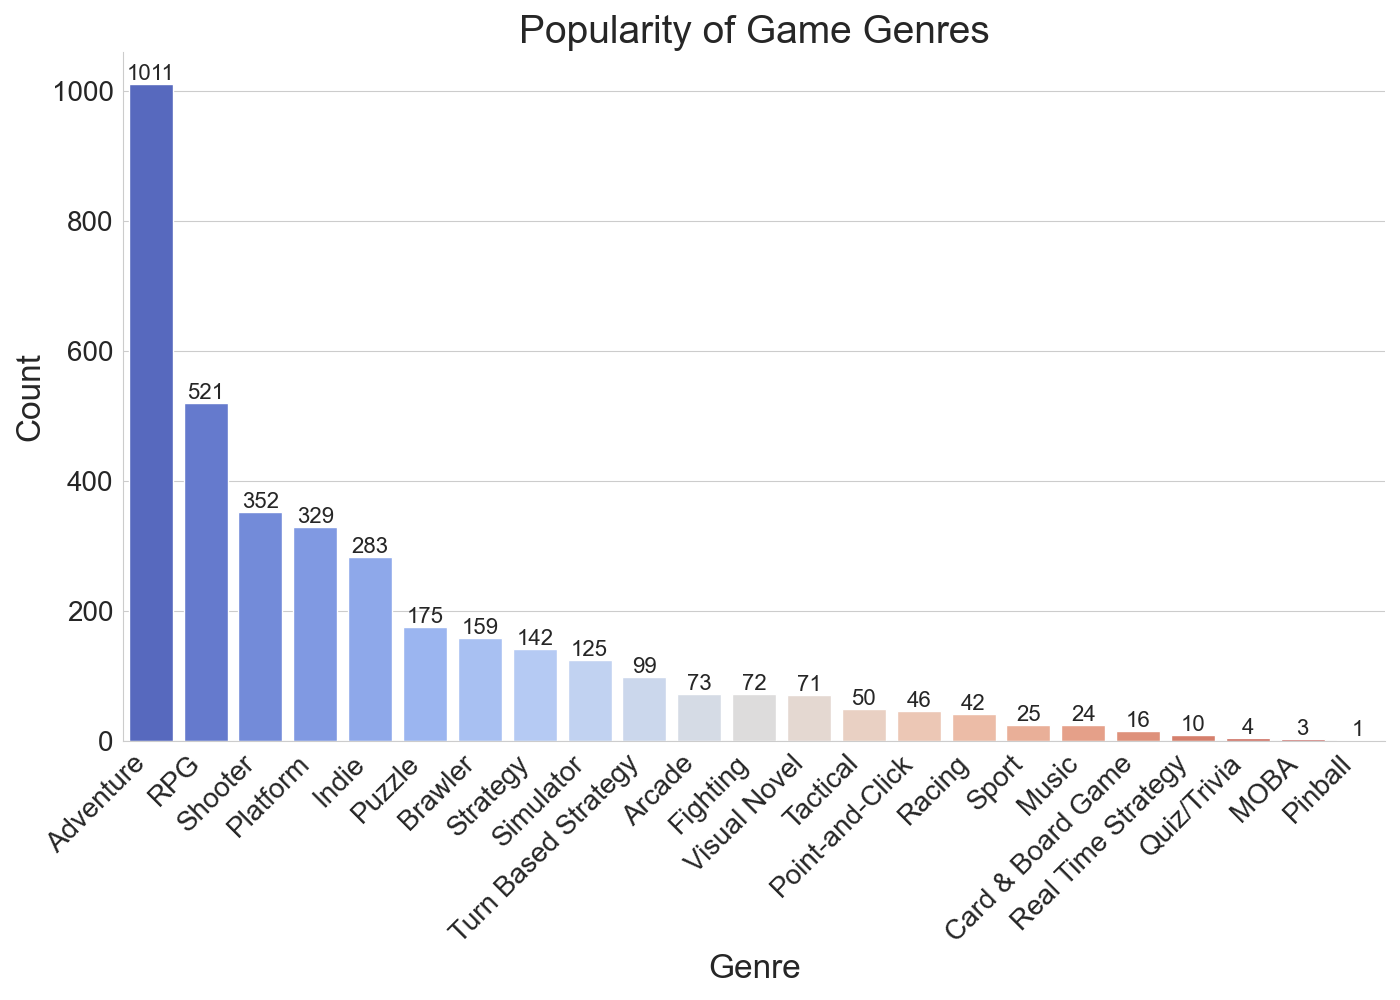 Popularity of Game Genres
Count
1000
800
600
400
200
0
1011
521
352
329
283
175
159
142
125
99
73
72
71
50
46
42
25
24
16
10
4
3
1
Adventure
RPG
Shooter
Platform
Indie
Puzzle
Brawler
Strategy
Simulator
Turn Based Strategy
Arcade
Fighting
Visual Novel
Tactical
Point-and-Click
Racing
Sport
Music
Card & Board Game
Real Time Strategy
Quiz/Trivia
MOBA
Pinball
Genre